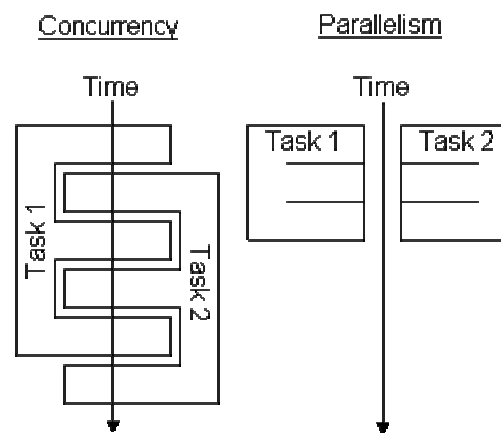 Concurrency
Time
Task 1
Task 2
Parallelism
Time
Task 1
Task 2